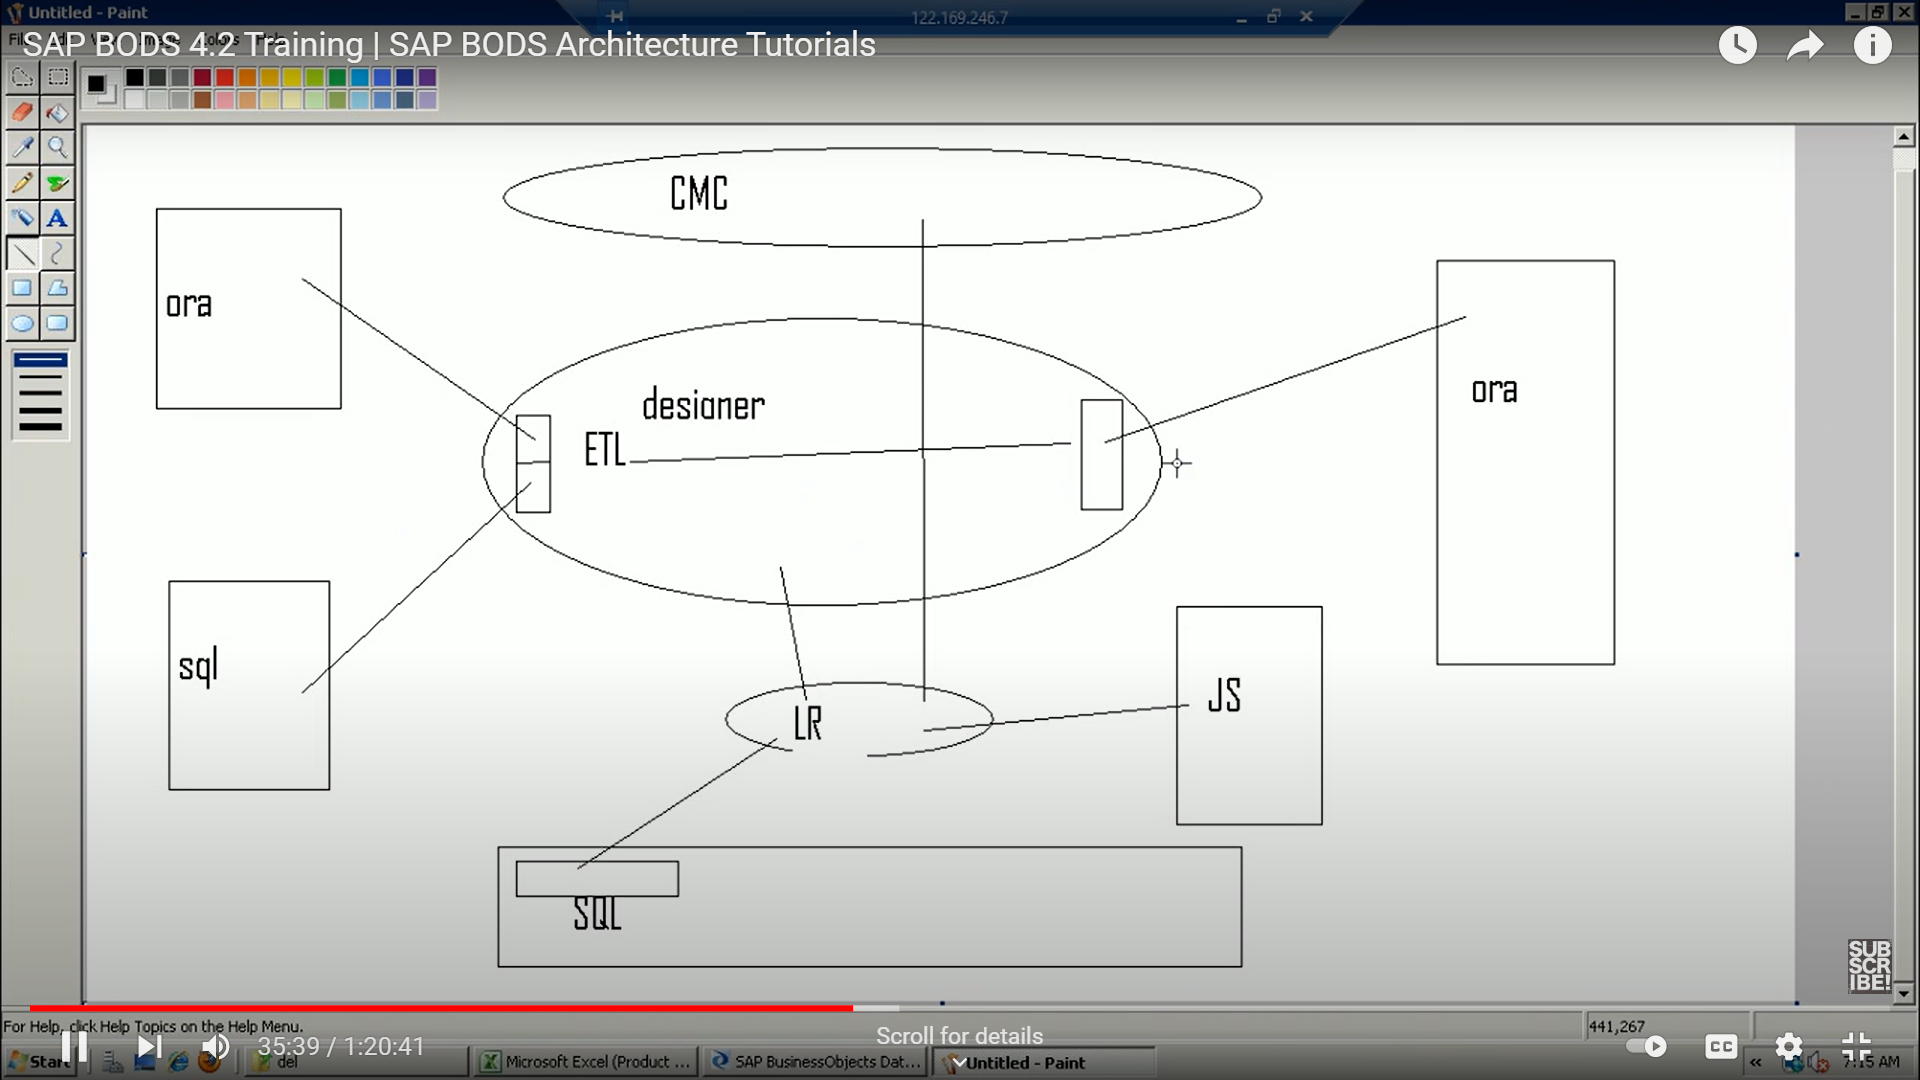 Untitled - Paint
122.169.246.7
SAP BODS 4.2 Training | SAP BODS Architecture Tutorials
CMC
ora
designer
ora
ETL
sql
JS
LR
SQL
SUB
SCR
IBE!
For Help, click Help Topics on the Help Menu.
441,267
Scroll for details
35:39 / 1:20:41
CC
Start
del
Microsoft Excel (Product ...
SAP BusinessObjects Dat...
Untitled - Paint
7:15 AM